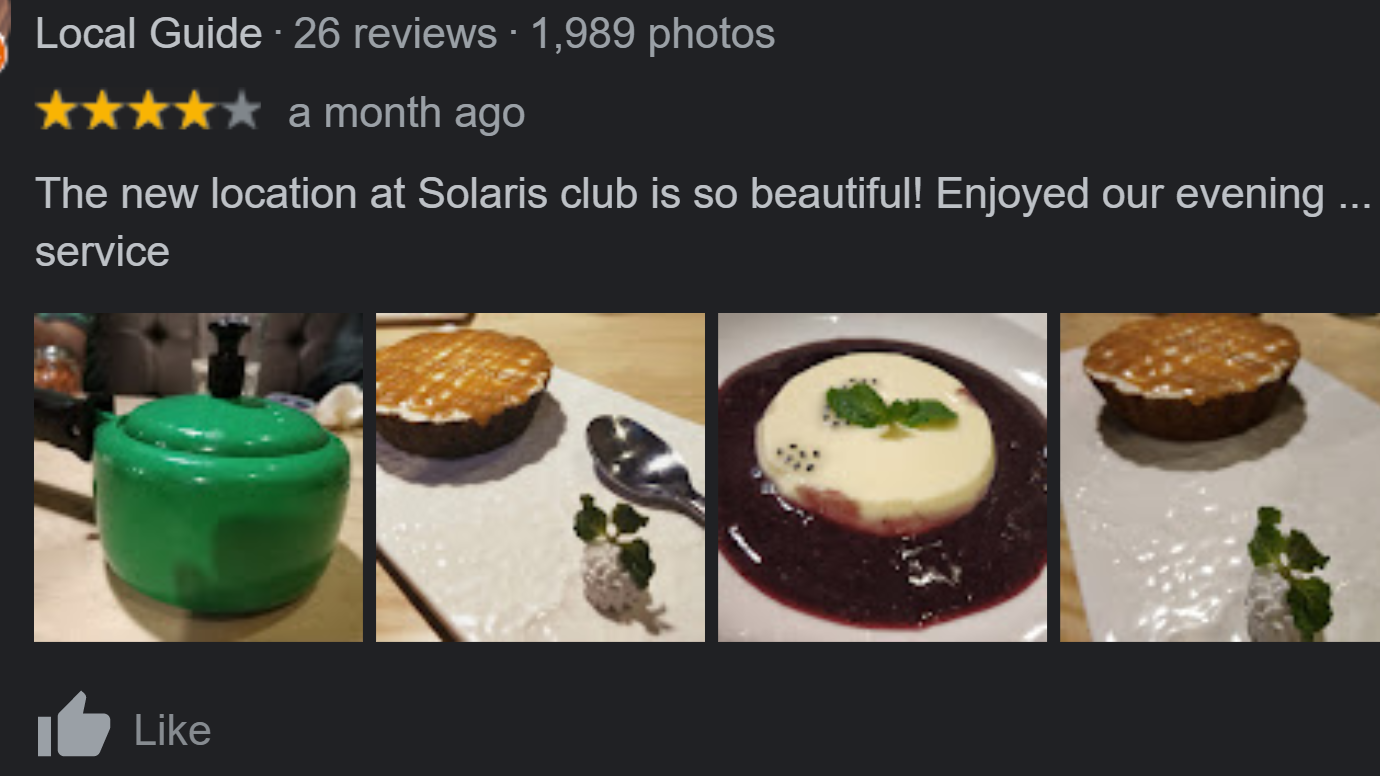 Local Guide · 26 reviews · 1,989 photos
a month ago
The new location at Solaris club is so beautiful! Enjoyed our evening ...
service
Like